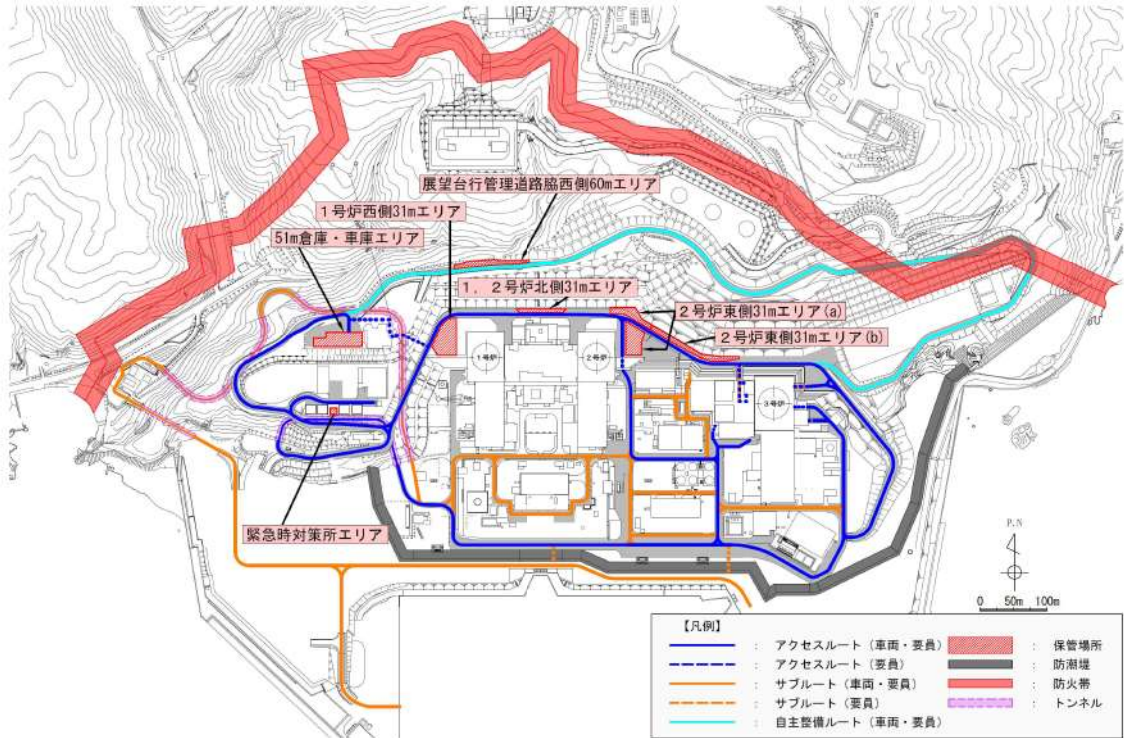 展望台行管理道路脇西側60mエリア
1号炉西側31mエリア
51m倉庫・車庫エリア
1，2号炉北側31mエリア
2号炉東側31mエリア(a)
2号炉東側31mエリア(b)
1号炉
2号炉
3号炉
緊急時対策所エリア
P.N
0 50m 100m
【凡例】
： アクセスルート（車両・要員）
： 保管場所
： アクセスルート（要員）
： 防潮堤
： サブルート（車両・要員）
： 防火帯
： サブルート（要員）
： トンネル
： 自主整備ルート（車両・要員）